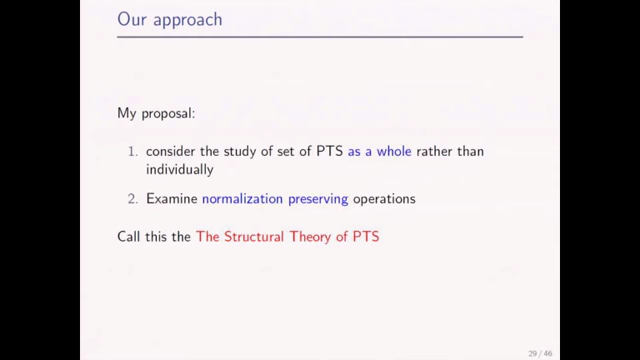 Our approach
My proposal:
1. consider the study of set of PTS as a whole rather than
individually
2. Examine normalization preserving operations
Call this the The Structural Theory of PTS
29 / 46